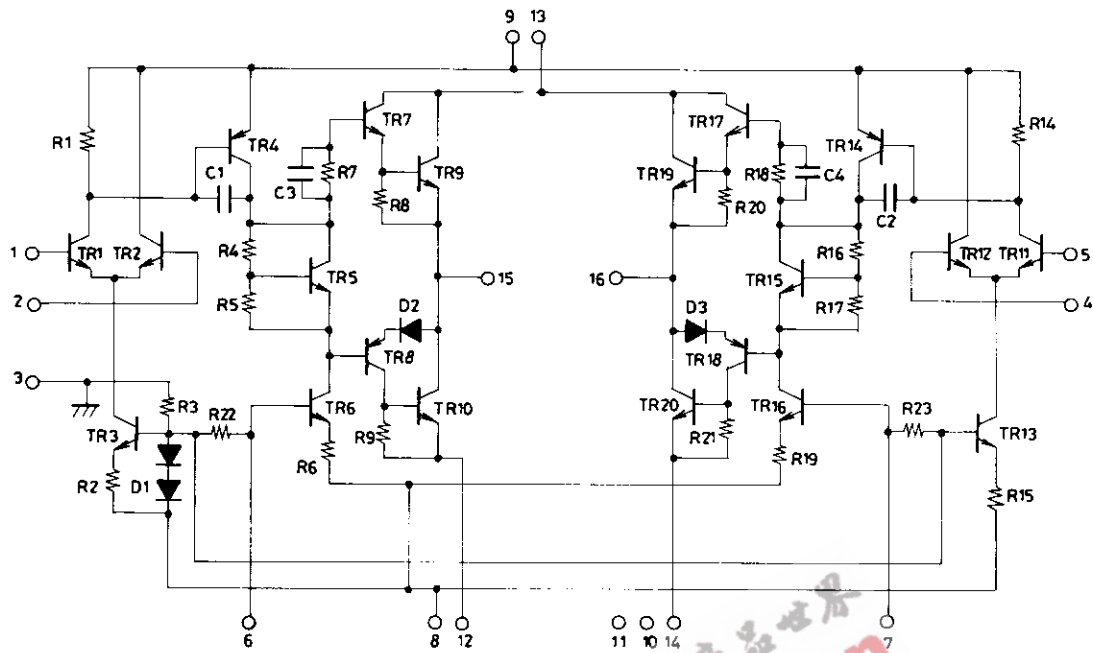 9 13
R1 TR4 TR7 TR17 TR14 R14
C1 C3 R7 TR9 TR19 R18 C4 C2
R8 R20
1 TR1 TR2 R4 TR12 TR11 5
R16
2 R5 TR5 15 16 TR15 R17 4
D2 D3
3 TR8 TR18
R3 R22 TR6 TR10 TR20 TR16 R23
TR3 R9 R21 TR13
R2 D1 R6 R19 R15
6 8 12 11 10 14 7
世界